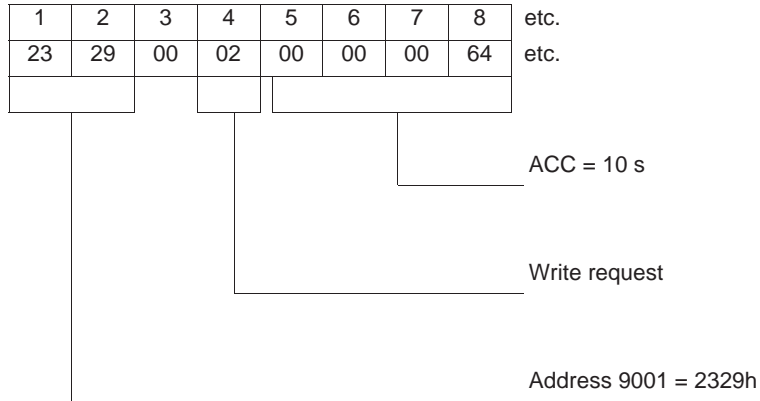 1 2 3 4 5 6 7 8 etc.
23 29 00 02 00 00 00 64 etc.
ACC = 10 s
Write request
Address 9001 = 2329h